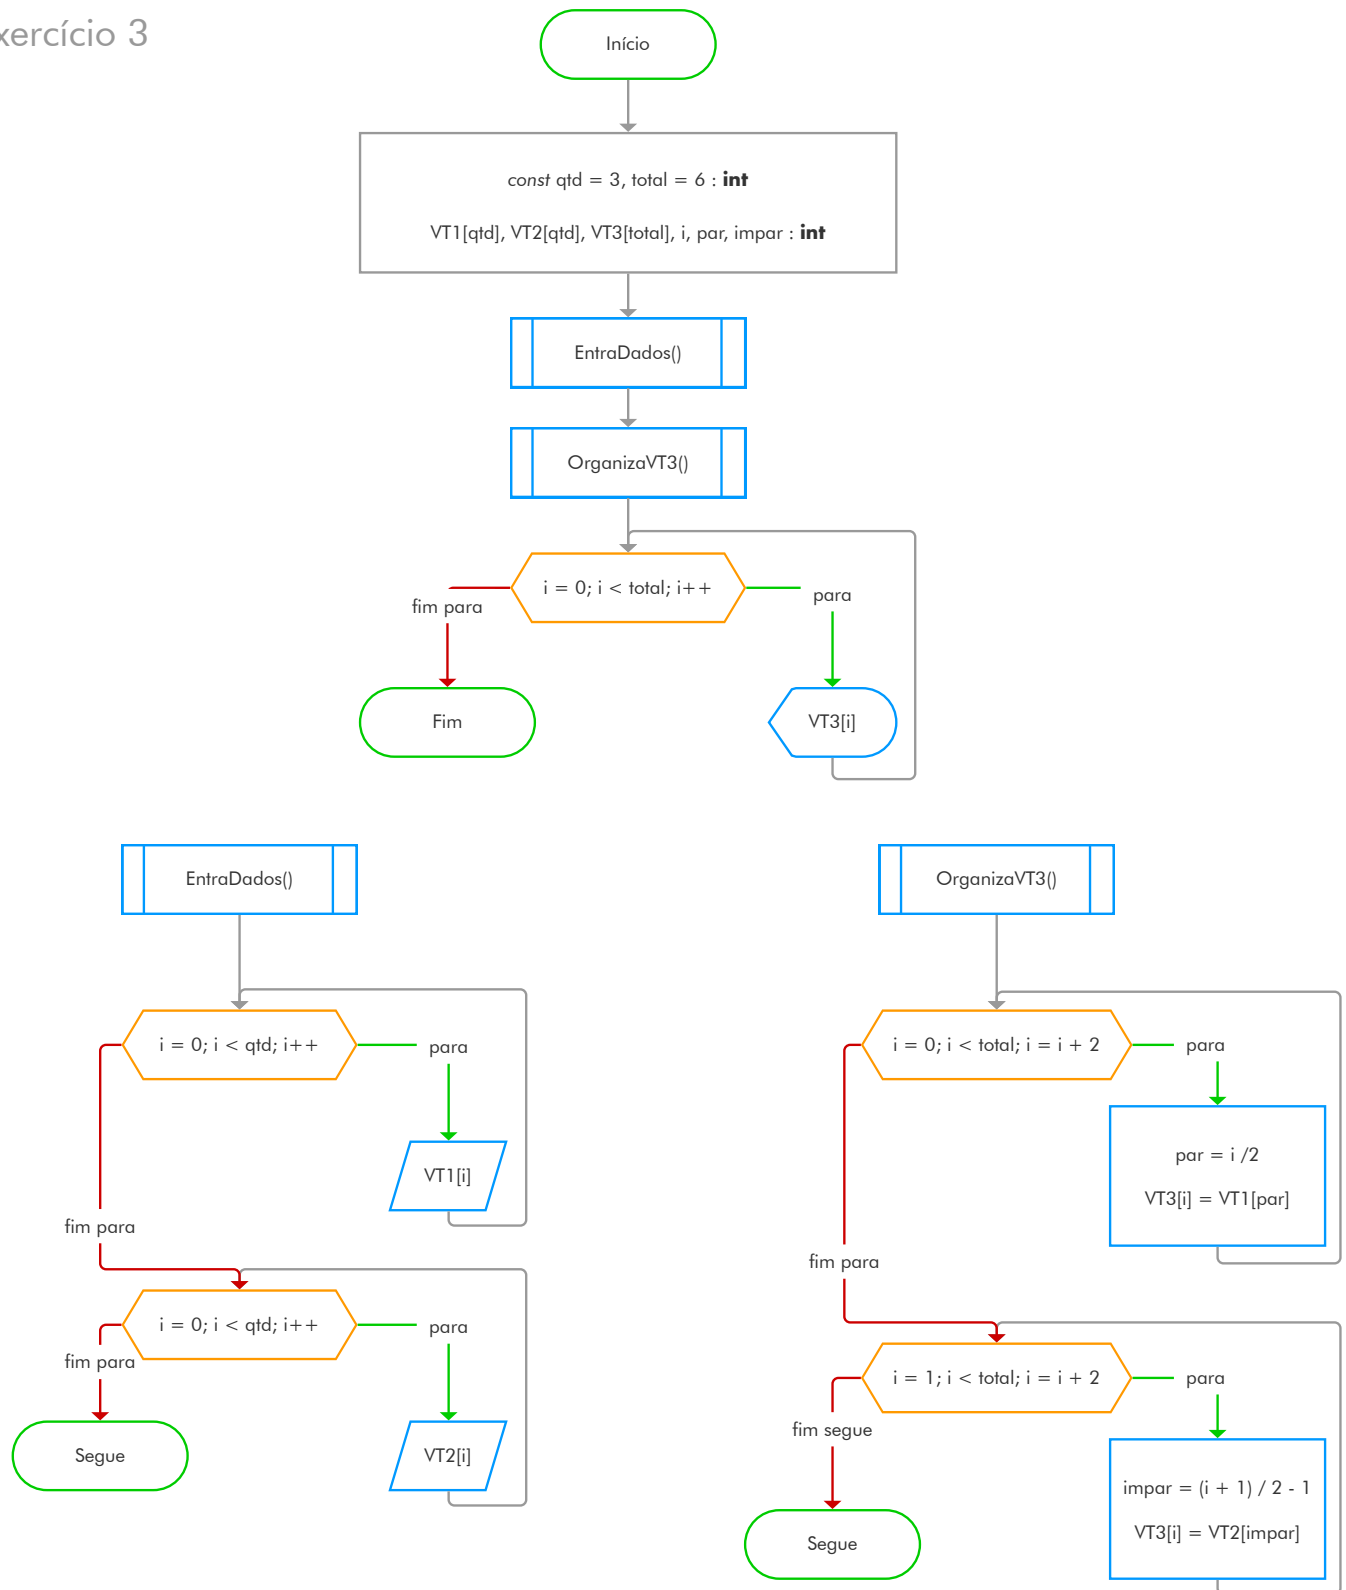 xercício 3
Início
const qtd = 3, total = 6 : int
VT1[qtd], VT2[qtd], VT3[total], i, par, impar : int
EntraDados()
OrganizaVT3()
i = 0; i < total; i++
fim para
para
Fim
VT3[i]
EntraDados()
i = 0; i < qtd; i++
para
VT1[i]
fim para
i = 0; i < qtd; i++
para
fim para
Segue
VT2[i]
OrganizaVT3()
i = 0; i < total; i = i + 2
para
par = i /2
VT3[i] = VT1[par]
fim para
i = 1; i < total; i = i + 2
para
fim segue
impar = (i + 1) / 2 - 1
VT3[i] = VT2[impar]
Segue